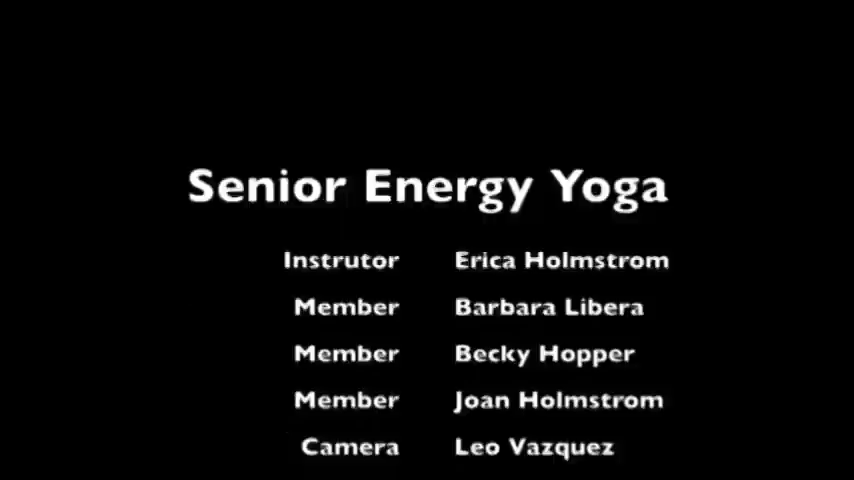 Senior Energy Yoga
Instrutor Erica Holmstrom
Member Barbara Libera
Member Becky Hopper
Member Joan Holmstrom
Camera Leo Vazquez